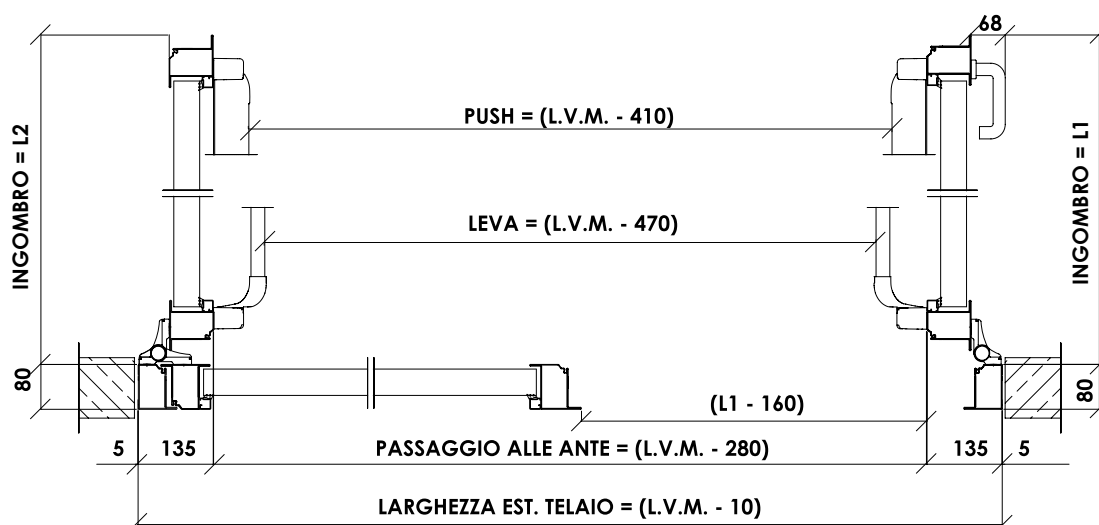 68
PUSH = (L.V.M. - 410)
INGOMBRO = L2
INGOMBRO = L1
LEVA = (L.V.M. - 470)
80
80
(L1 - 160)
5
135
PASSAGGIO ALLE ANTE = (L.V.M. - 280)
135
5
LARGHEZZA EST. TELAIO = (L.V.M. - 10)